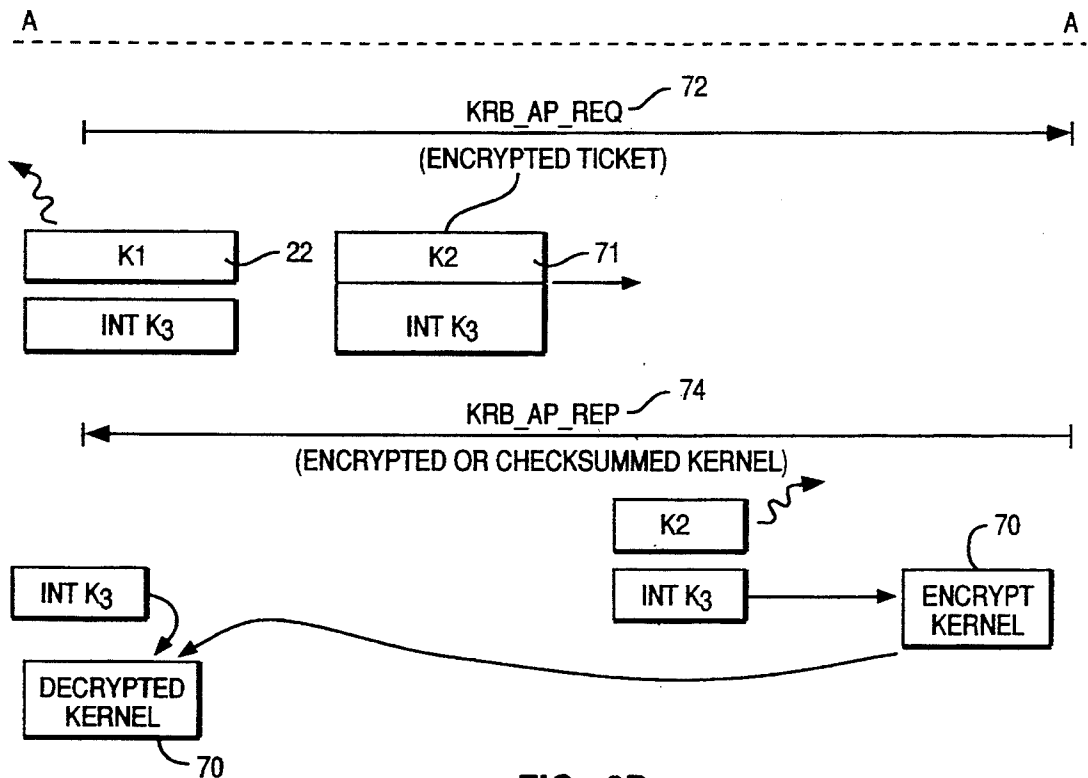 A A
KRB_AP_REQ 72
(ENCRYPTED TICKET)
K1 22 K2 71
INT K3 INT K3
KRB_AP_REP 74
(ENCRYPTED OR CHECKSUMMED KERNEL)
K2
70
INT K3 INT K3 ENCRYPT
KERNEL
DECRYPTED
KERNEL
70